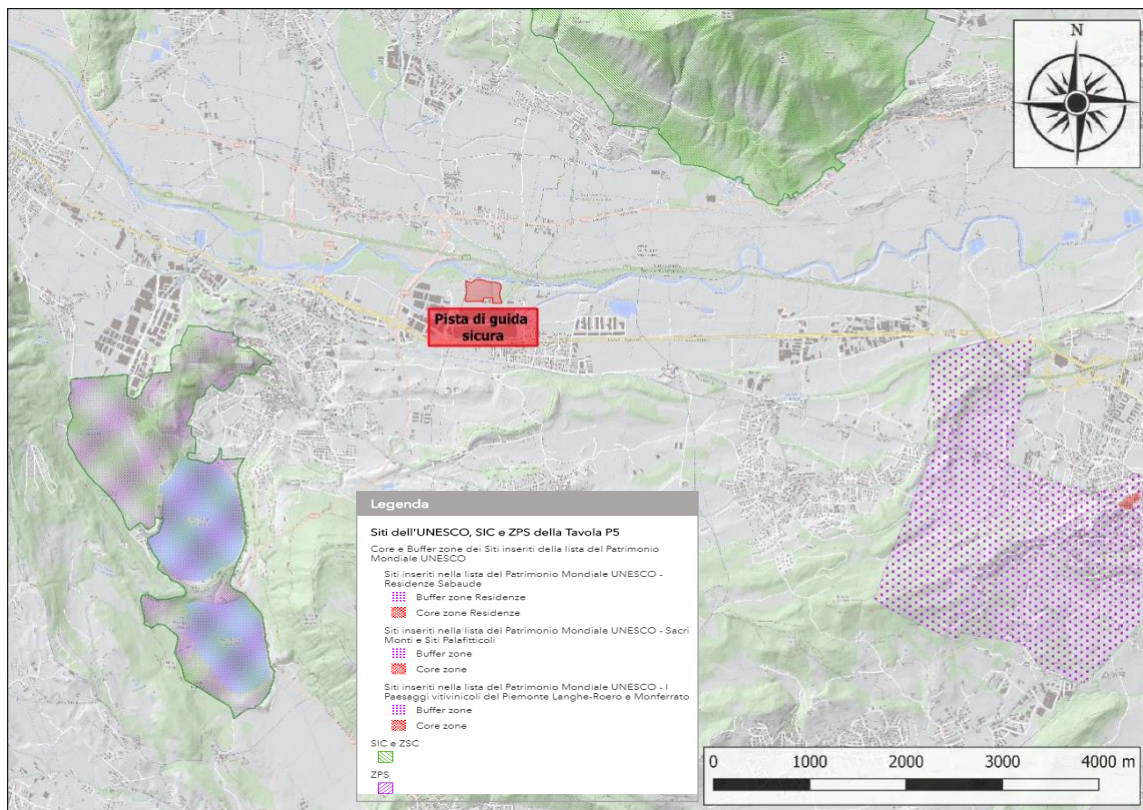 N
Pista di guida
sicura
Legenda
Siti dell'UNESCO, SIC e ZPS della Tavola P5
Core e Buffer zone dei Siti inseriti della lista del Patrimonio
Mondiale UNESCO
Siti inseriti nella lista del Patrimonio Mondiale UNESCO -
Residenze Sabaude
Buffer zone Residenze
Core zone Residenze
Siti inseriti nella lista del Patrimonio Mondiale UNESCO - Sacri
Monti e Siti Palafitticoli
Buffer zone
Core zone
Siti inseriti nella lista del Patrimonio Mondiale UNESCO - I
Paesaggi vitivinicoli del Piemonte Langhe-Roero e Monferrato
Buffer zone
Core zone
SIC e ZSC
ZPS
0 1000 2000 3000 4000 m